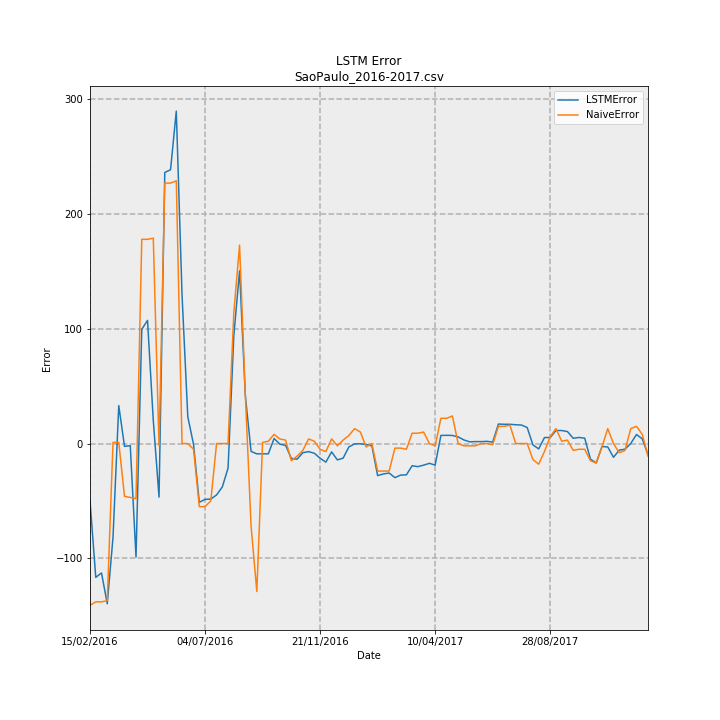 LSTM Error
SaoPaulo_2016-2017.csv
LSTMError
NaiveError
300
200
100
0
−100
Error
15/02/2016
04/07/2016
21/11/2016
10/04/2017
28/08/2017
Date